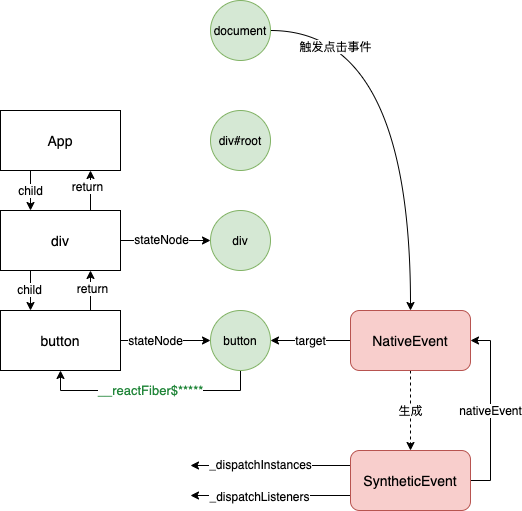 document
触发点击事件
App
div#root
child
return
div
stateNode
div
child
return
button
stateNode
button
target
NativeEvent
__reactFiber$*****
生成
nativeEvent
_dispatchInstances
SyntheticEvent
_dispatchListeners